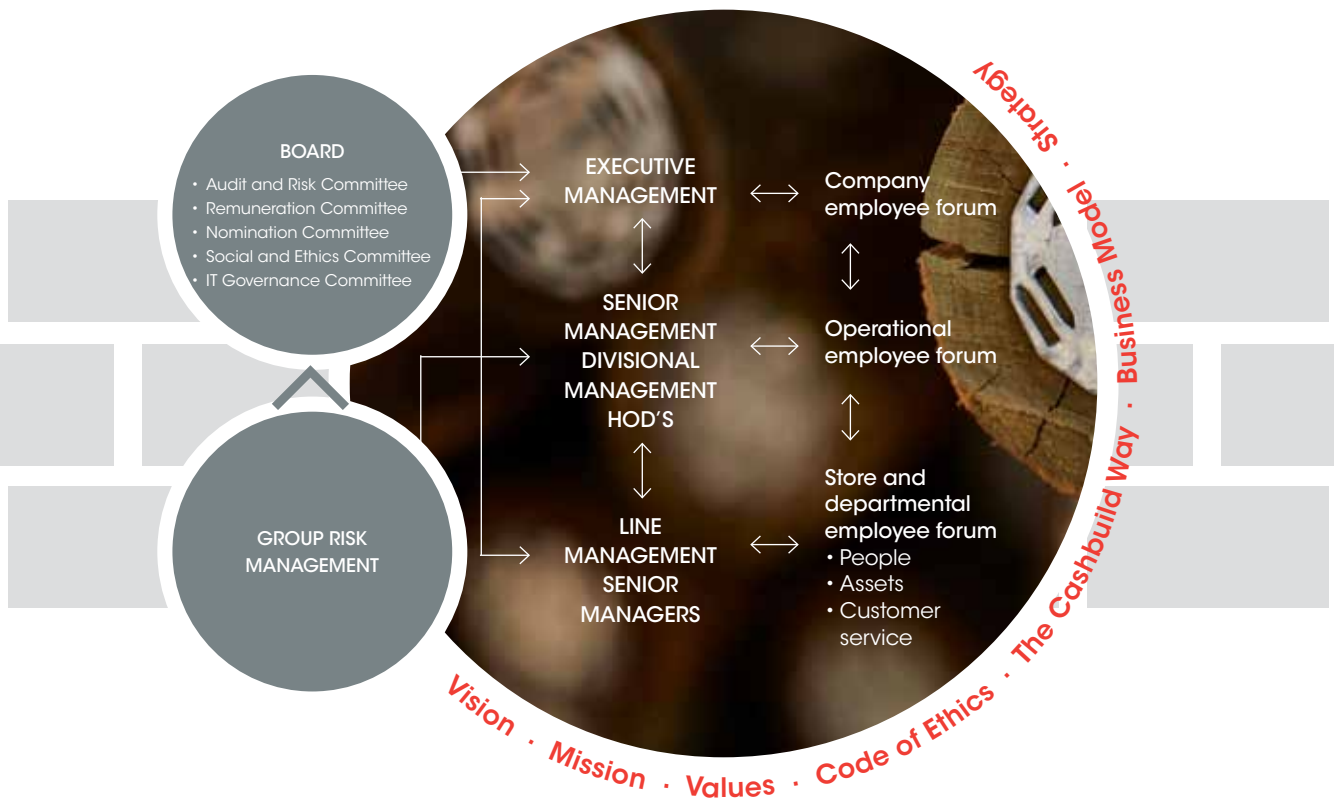 BOARD
• Audit and Risk Committee
• Remuneration Committee
• Nomination Committee
• Social and Ethics Committee
• IT Governance Committee
GROUP RISK
MANAGEMENT
EXECUTIVE
MANAGEMENT
SENIOR
MANAGEMENT
DIVISIONAL
MANAGEMENT
HOD’S
LINE
MANAGEMENT
SENIOR
MANAGERS
Company
employee forum
Operational
employee forum
Store and
departmental
employee forum
• People
• Assets
• Customer
service
Vision · Mission · Values · Code of Ethics · The Cashbuild Way · Business Model · Strategy